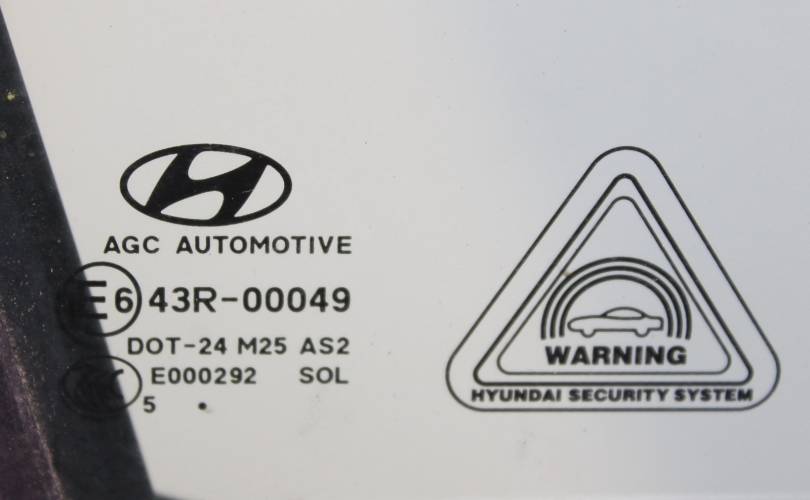 AGC AUTOMOTIVE
E6 43R-00049
DOT-24 M25 AS2
E000292 SOL
5 .
WARNING
HYUNDAI SECURITY SYSTEM